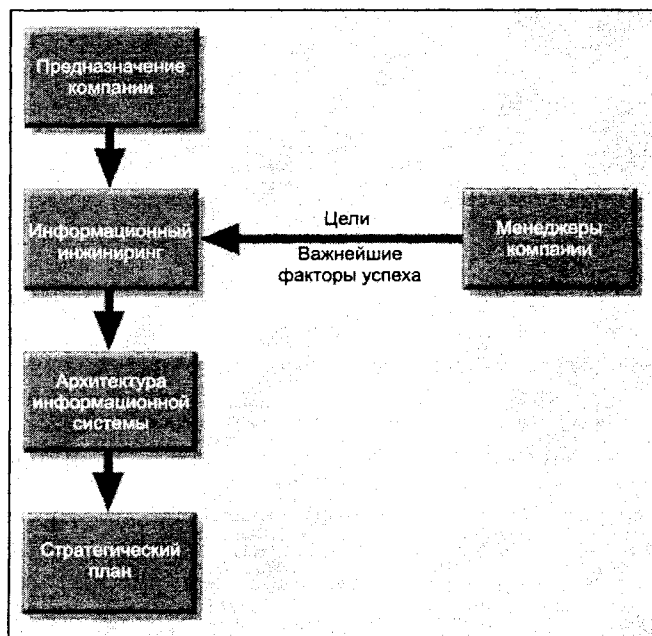 Предназначение
компании
Информационный
инжиниринг
Цели
Важнейшие
факторы успеха
Менеджеры
компании
Архитектура
информационной
системы
Стратегический
план